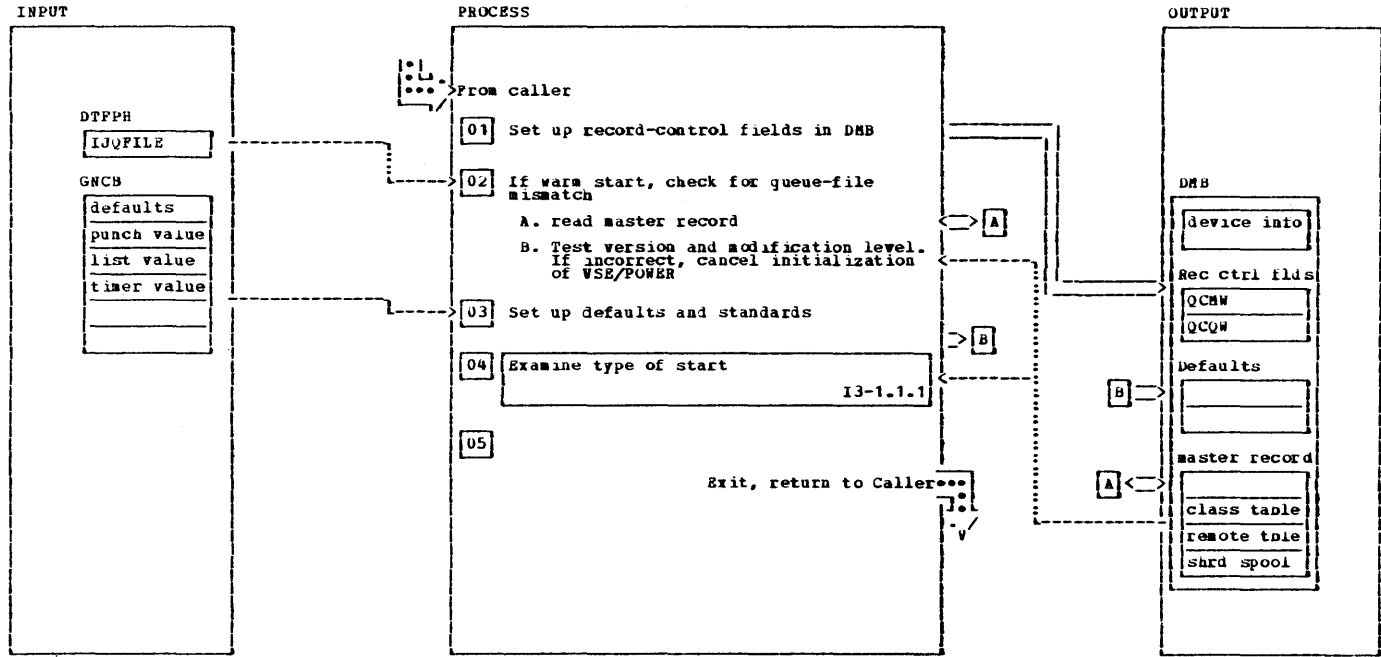 INPUT
DTFPH
IJQFILE
GNCB
defaults
punch value
list value
timer value
PROCESS
From caller
01 Set up record-control fields in DMB
02 If warm start, check for queue-file
mismatch
A. read master record
A
B. Test version and modification level.
If incorrect, cancel initialization
of VSE/POWER
03 Set up defaults and standards
B
04 Examine type of start
I3-1.1.1
05
Exit, return to Caller
OUTPUT
DMB
device info
Rec ctrl flds
QCMW
QCQW
Defaults
B
master record
A
class table
remote tble
shrd spool